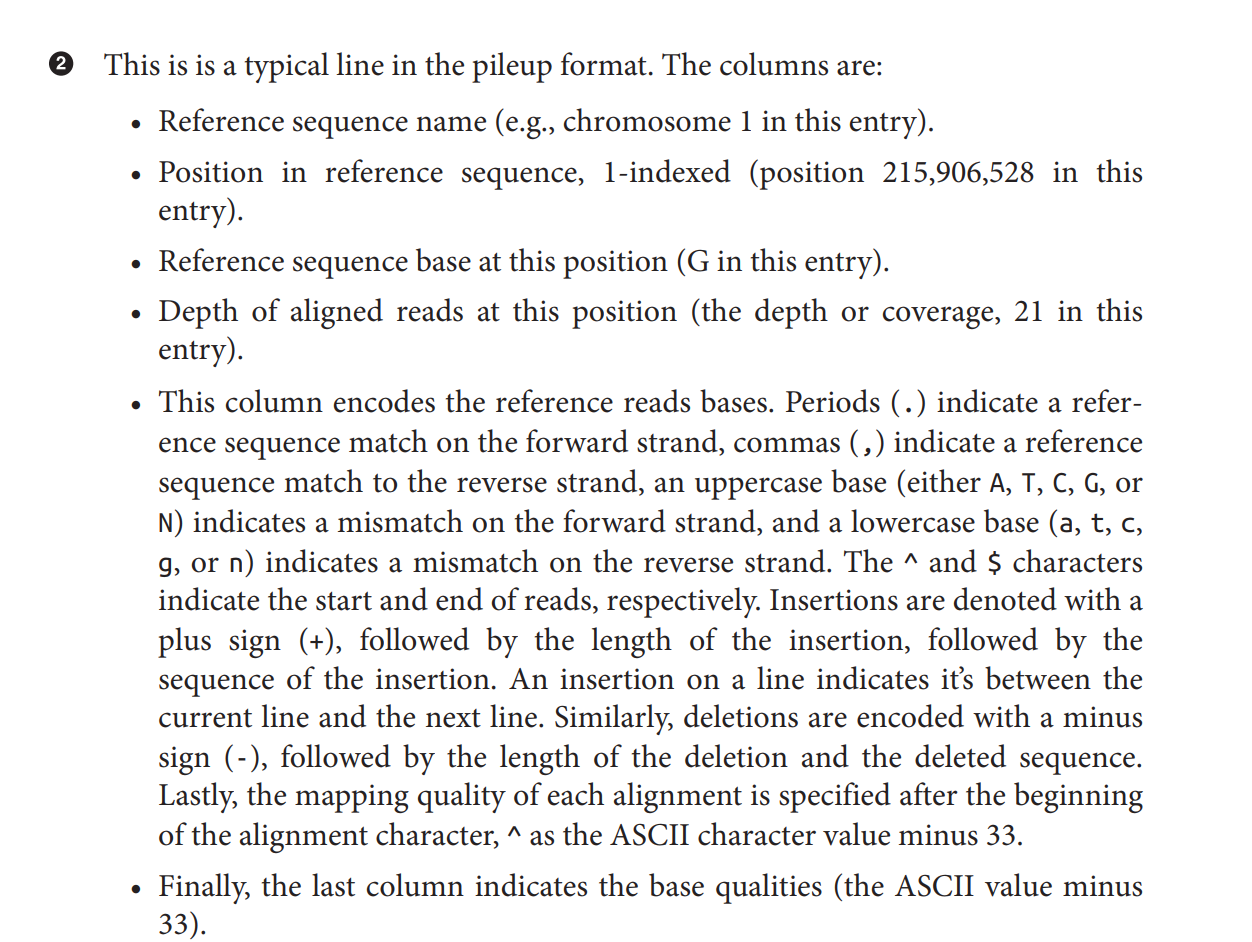 ❷ This is is a typical line in the pileup format. The columns are:
• Reference sequence name (e.g., chromosome 1 in this entry).
• Position in reference sequence, 1-indexed (position 215,906,528 in this
entry).
• Reference sequence base at this position (G in this entry).
• Depth of aligned reads at this position (the depth or coverage, 21 in this
entry).
• This column encodes the reference reads bases. Periods (.) indicate a refer-
ence sequence match on the forward strand, commas (,) indicate a reference
sequence match to the reverse strand, an uppercase base (either A, T, C, G, or
N) indicates a mismatch on the forward strand, and a lowercase base (a, t, c,
g, or n) indicates a mismatch on the reverse strand. The ^ and $ characters
indicate the start and end of reads, respectively. Insertions are denoted with a
plus sign (+), followed by the length of the insertion, followed by the
sequence of the insertion. An insertion on a line indicates it’s between the
current line and the next line. Similarly, deletions are encoded with a minus
sign (-), followed by the length of the deletion and the deleted sequence.
Lastly, the mapping quality of each alignment is specified after the beginning
of the alignment character, ^ as the ASCII character value minus 33.
• Finally, the last column indicates the base qualities (the ASCII value minus
33).